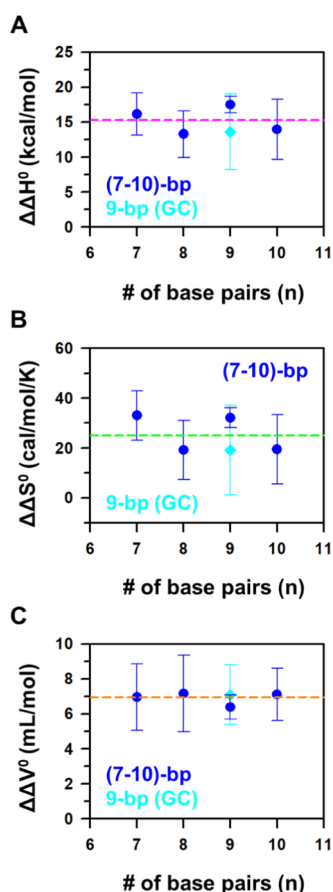 A
ΔΔH⁰ (kcal/mol)
25
20
15
10
5
0
(7-10)-bp
9-bp (GC)
6 7 8 9 10 11
# of base pairs (n)
B
ΔΔS⁰ (cal/mol/K)
60
40
20
0
(7-10)-bp
9-bp (GC)
6 7 8 9 10 11
# of base pairs (n)
C
ΔΔV⁰ (mL/mol)
10
8
6
4
2
0
(7-10)-bp
9-bp (GC)
6 7 8 9 10 11
# of base pairs (n)